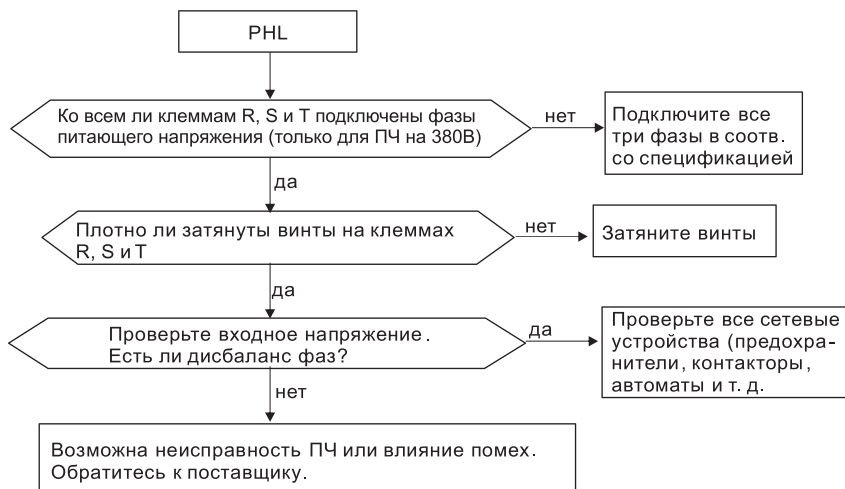 PHL
Ко всем ли клеммам R, S и T подключены фазы
питающего напряжения (только для ПЧ на 380В)
нет
Подключите все
три фазы в соотв.
со спецификацией
да
Плотно ли затянуты винты на клеммах
R, S и T
нет
Затяните винты
да
Проверьте входное напряжение.
Есть ли дисбаланс фаз?
да
Проверьте все сетевые
устройства (предохра-
нители, контакторы,
автоматы и т. д.
нет
Возможна неисправность ПЧ или влияние помех.
Обратитесь к поставщику.